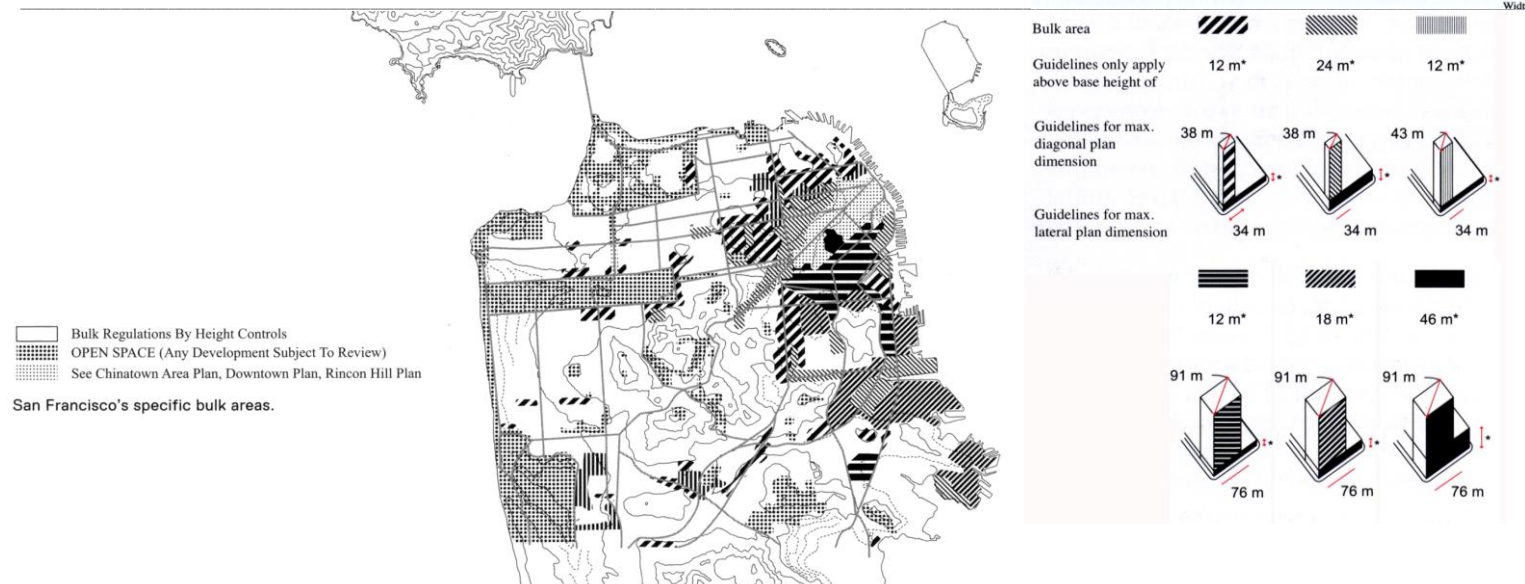 Widt
Bulk Regulations By Height Controls
OPEN SPACE (Any Development Subject To Review)
See Chinatown Area Plan, Downtown Plan, Rincon Hill Plan
San Francisco's specific bulk areas.
Bulk area
Guidelines only apply
above base height of
12 m*
24 m*
12 m*
Guidelines for max.
diagonal plan
dimension
38 m
38 m
43 m
*
*
*
Guidelines for max.
lateral plan dimension
34 m
34 m
34 m
12 m*
18 m*
46 m*
91 m
91 m
91 m
*
*
*
76 m
76 m
76 m